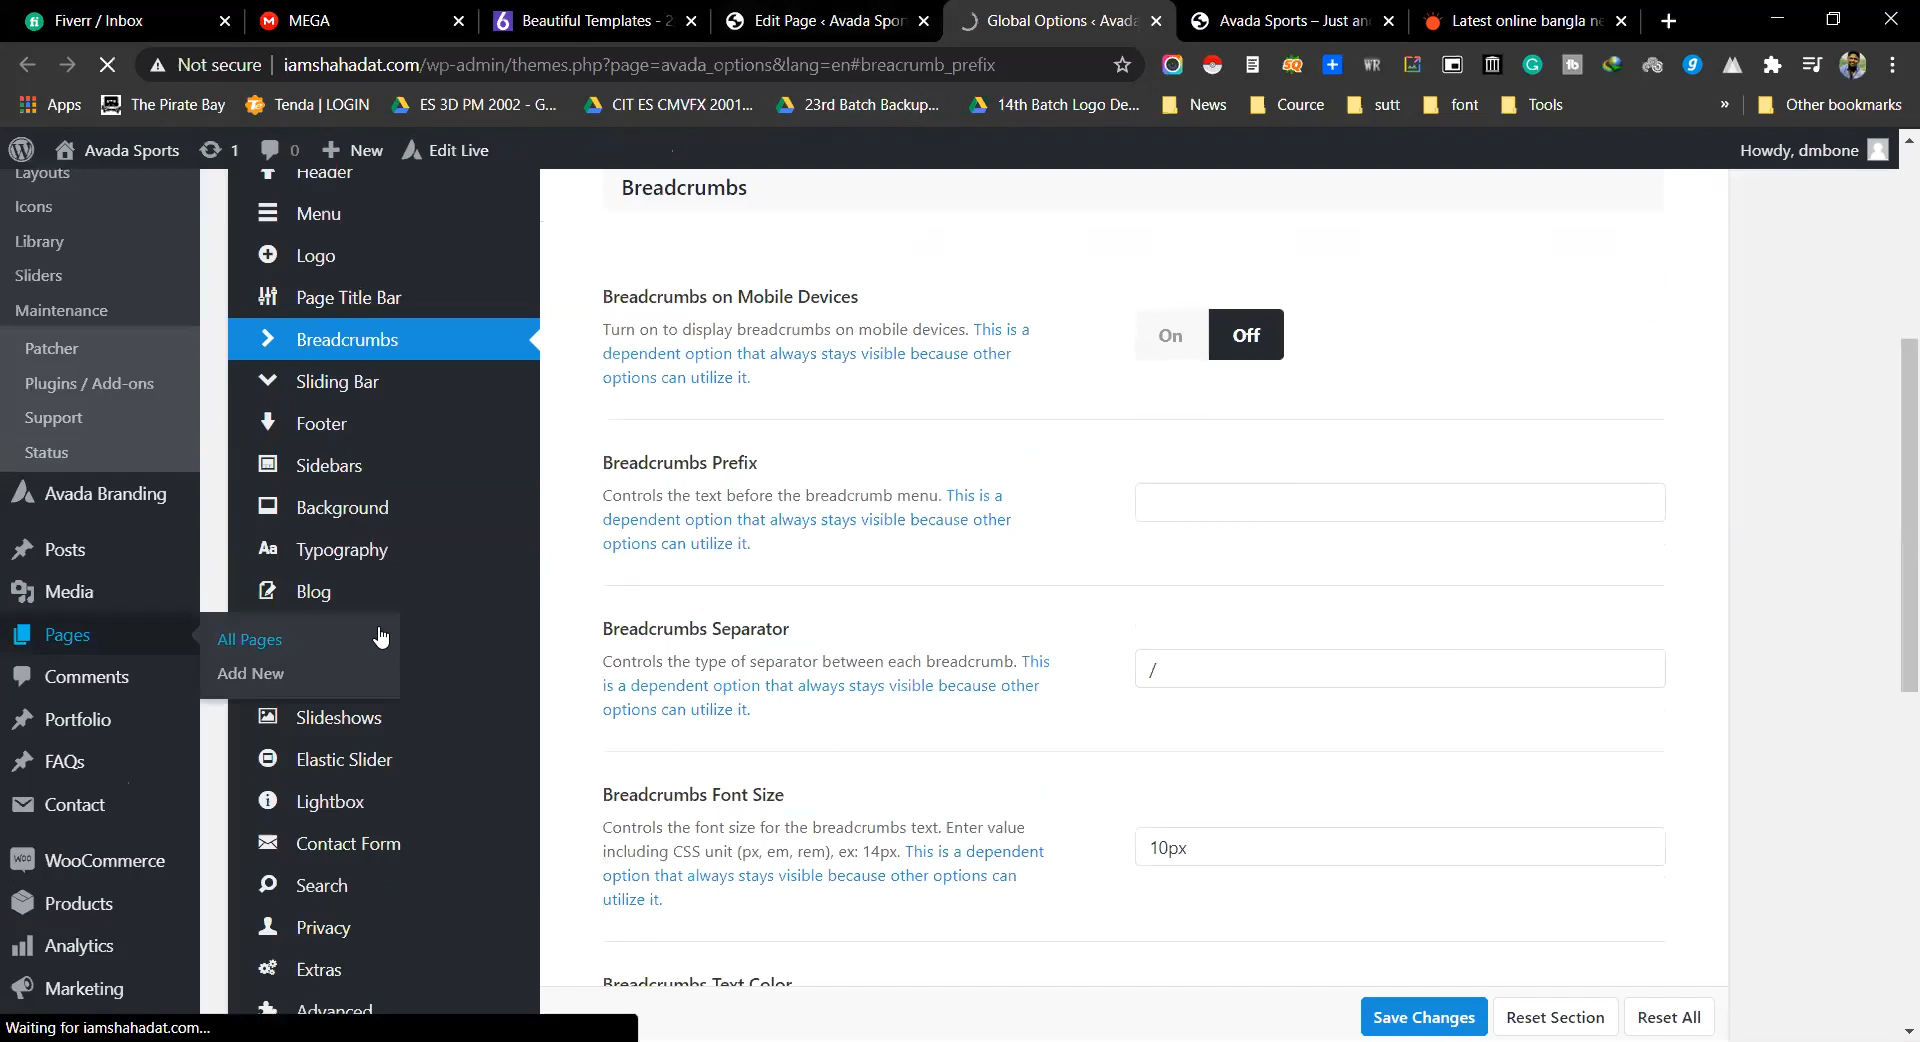 Fiverr / Inbox
MEGA
Beautiful Templates - 2
Edit Page ‹ Avada Spor
Global Options ‹ Avada
Avada Sports – Just an
Latest online bangla ne
Not secure
iamshahadat.com/wp-admin/themes.php?page=avada_options&lang=en#breacrumb_prefix
Apps
The Pirate Bay
Tenda | LOGIN
ES 3D PM 2002 - G...
CIT ES CMVFX 2001...
23rd Batch Backup...
14th Batch Logo De...
News
Cource
sutt
font
Tools
»
Other bookmarks
Avada Sports
1
0
New
Edit Live
Howdy, dmbone
Layouts
Icons
Library
Sliders
Maintenance
Patcher
Plugins / Add-ons
Support
Status
Avada Branding
Posts
Media
Pages
Comments
Portfolio
FAQs
Contact
WooCommerce
Products
Analytics
Marketing
All Pages
Add New
Header
Menu
Logo
Page Title Bar
Breadcrumbs
Sliding Bar
Footer
Sidebars
Background
Aa Typography
Blog
Slideshows
Elastic Slider
Lightbox
Contact Form
Search
Privacy
Extras
Advanced
Breadcrumbs
Breadcrumbs on Mobile Devices
Turn on to display breadcrumbs on mobile devices. This is a
dependent option that always stays visible because other
options can utilize it.
On
Off
Breadcrumbs Prefix
Controls the text before the breadcrumb menu. This is a
dependent option that always stays visible because other
options can utilize it.
Breadcrumbs Separator
Controls the type of separator between each breadcrumb. This
is a dependent option that always stays visible because other
options can utilize it.
/
Breadcrumbs Font Size
Controls the font size for the breadcrumbs text. Enter value
including CSS unit (px, em, rem), ex: 14px. This is a dependent
option that always stays visible because other options can
utilize it.
10px
Breadcrumbs Text Color
Save Changes
Reset Section
Reset All
Waiting for iamshahadat.com...